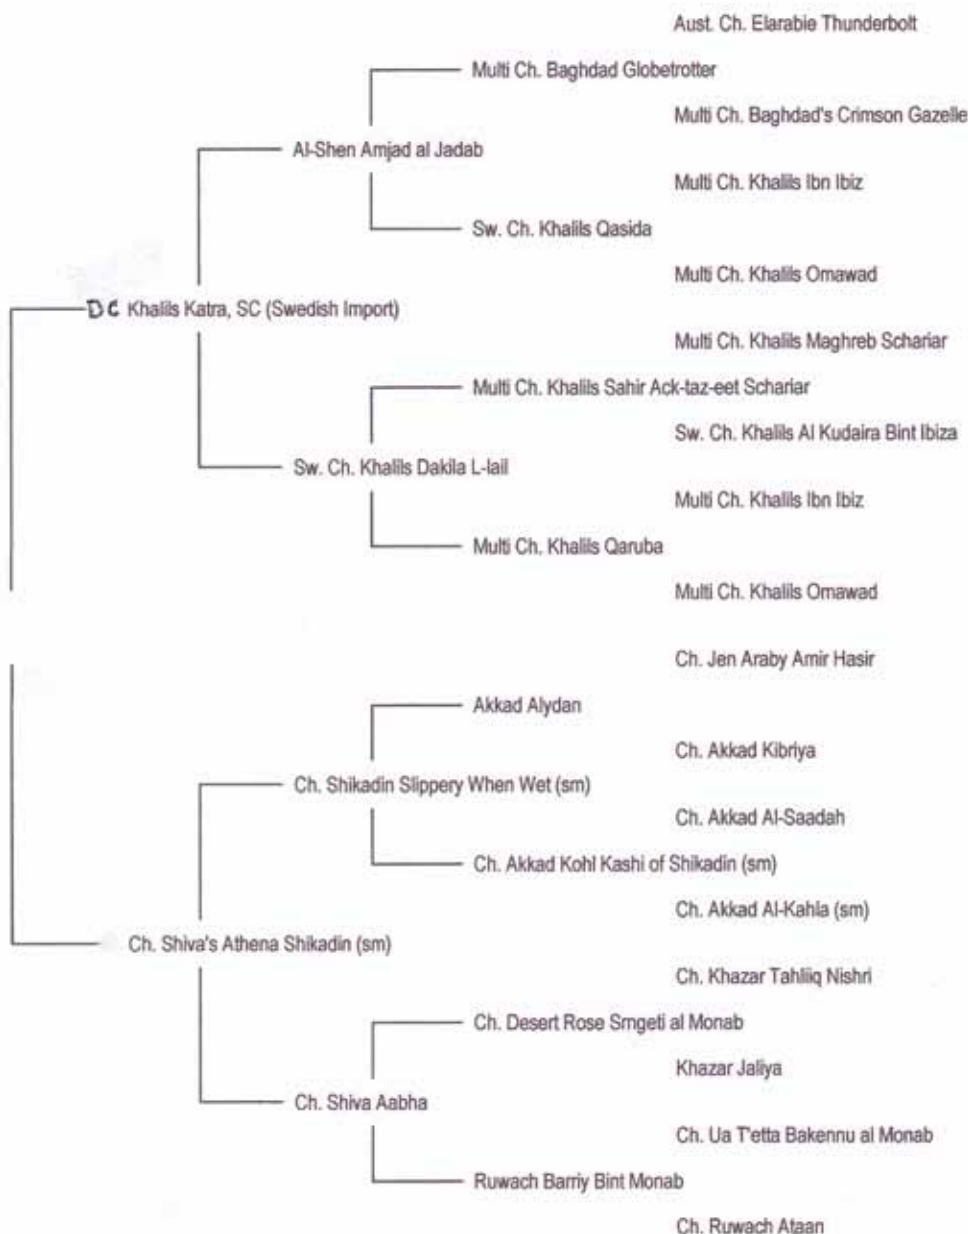 Aust. Ch. Elarabie Thunderbolt
Multi Ch. Baghdad Globetrotter
Multi Ch. Baghdad's Crimson Gazelle
Al-Shen Amjad al Jadab
Multi Ch. Khalils Ibn Ibiz
Sw. Ch. Khalils Qasida
Multi Ch. Khalils Omawad
DC Khalils Katra, SC (Swedish Import)
Multi Ch. Khalils Maghreb Schariar
Multi Ch. Khalils Sahir Ack-taz-eet Schariar
Sw. Ch. Khalils Al Kudaira Bint Ibiza
Sw. Ch. Khalils Dakila L-lail
Multi Ch. Khalils Ibn Ibiz
Multi Ch. Khalils Qaruba
Multi Ch. Khalils Omawad
Ch. Jen Araby Amir Hasir
Akkad Alydan
Ch. Akkad Kibriya
Ch. Shikadin Slippery When Wet (sm)
Ch. Akkad Al-Saadah
Ch. Akkad Kohl Kashi of Shikadin (sm)
Ch. Akkad Al-Kahla (sm)
Ch. Shiva's Athena Shikadin (sm)
Ch. Khazar Tahliiq Nishri
Ch. Desert Rose Srngeti al Monab
Khazar Jaliya
Ch. Shiva Aabha
Ch. Ua T'etta Bakennu al Monab
Ruwach Barriy Bint Monab
Ch. Ruwach Ataan